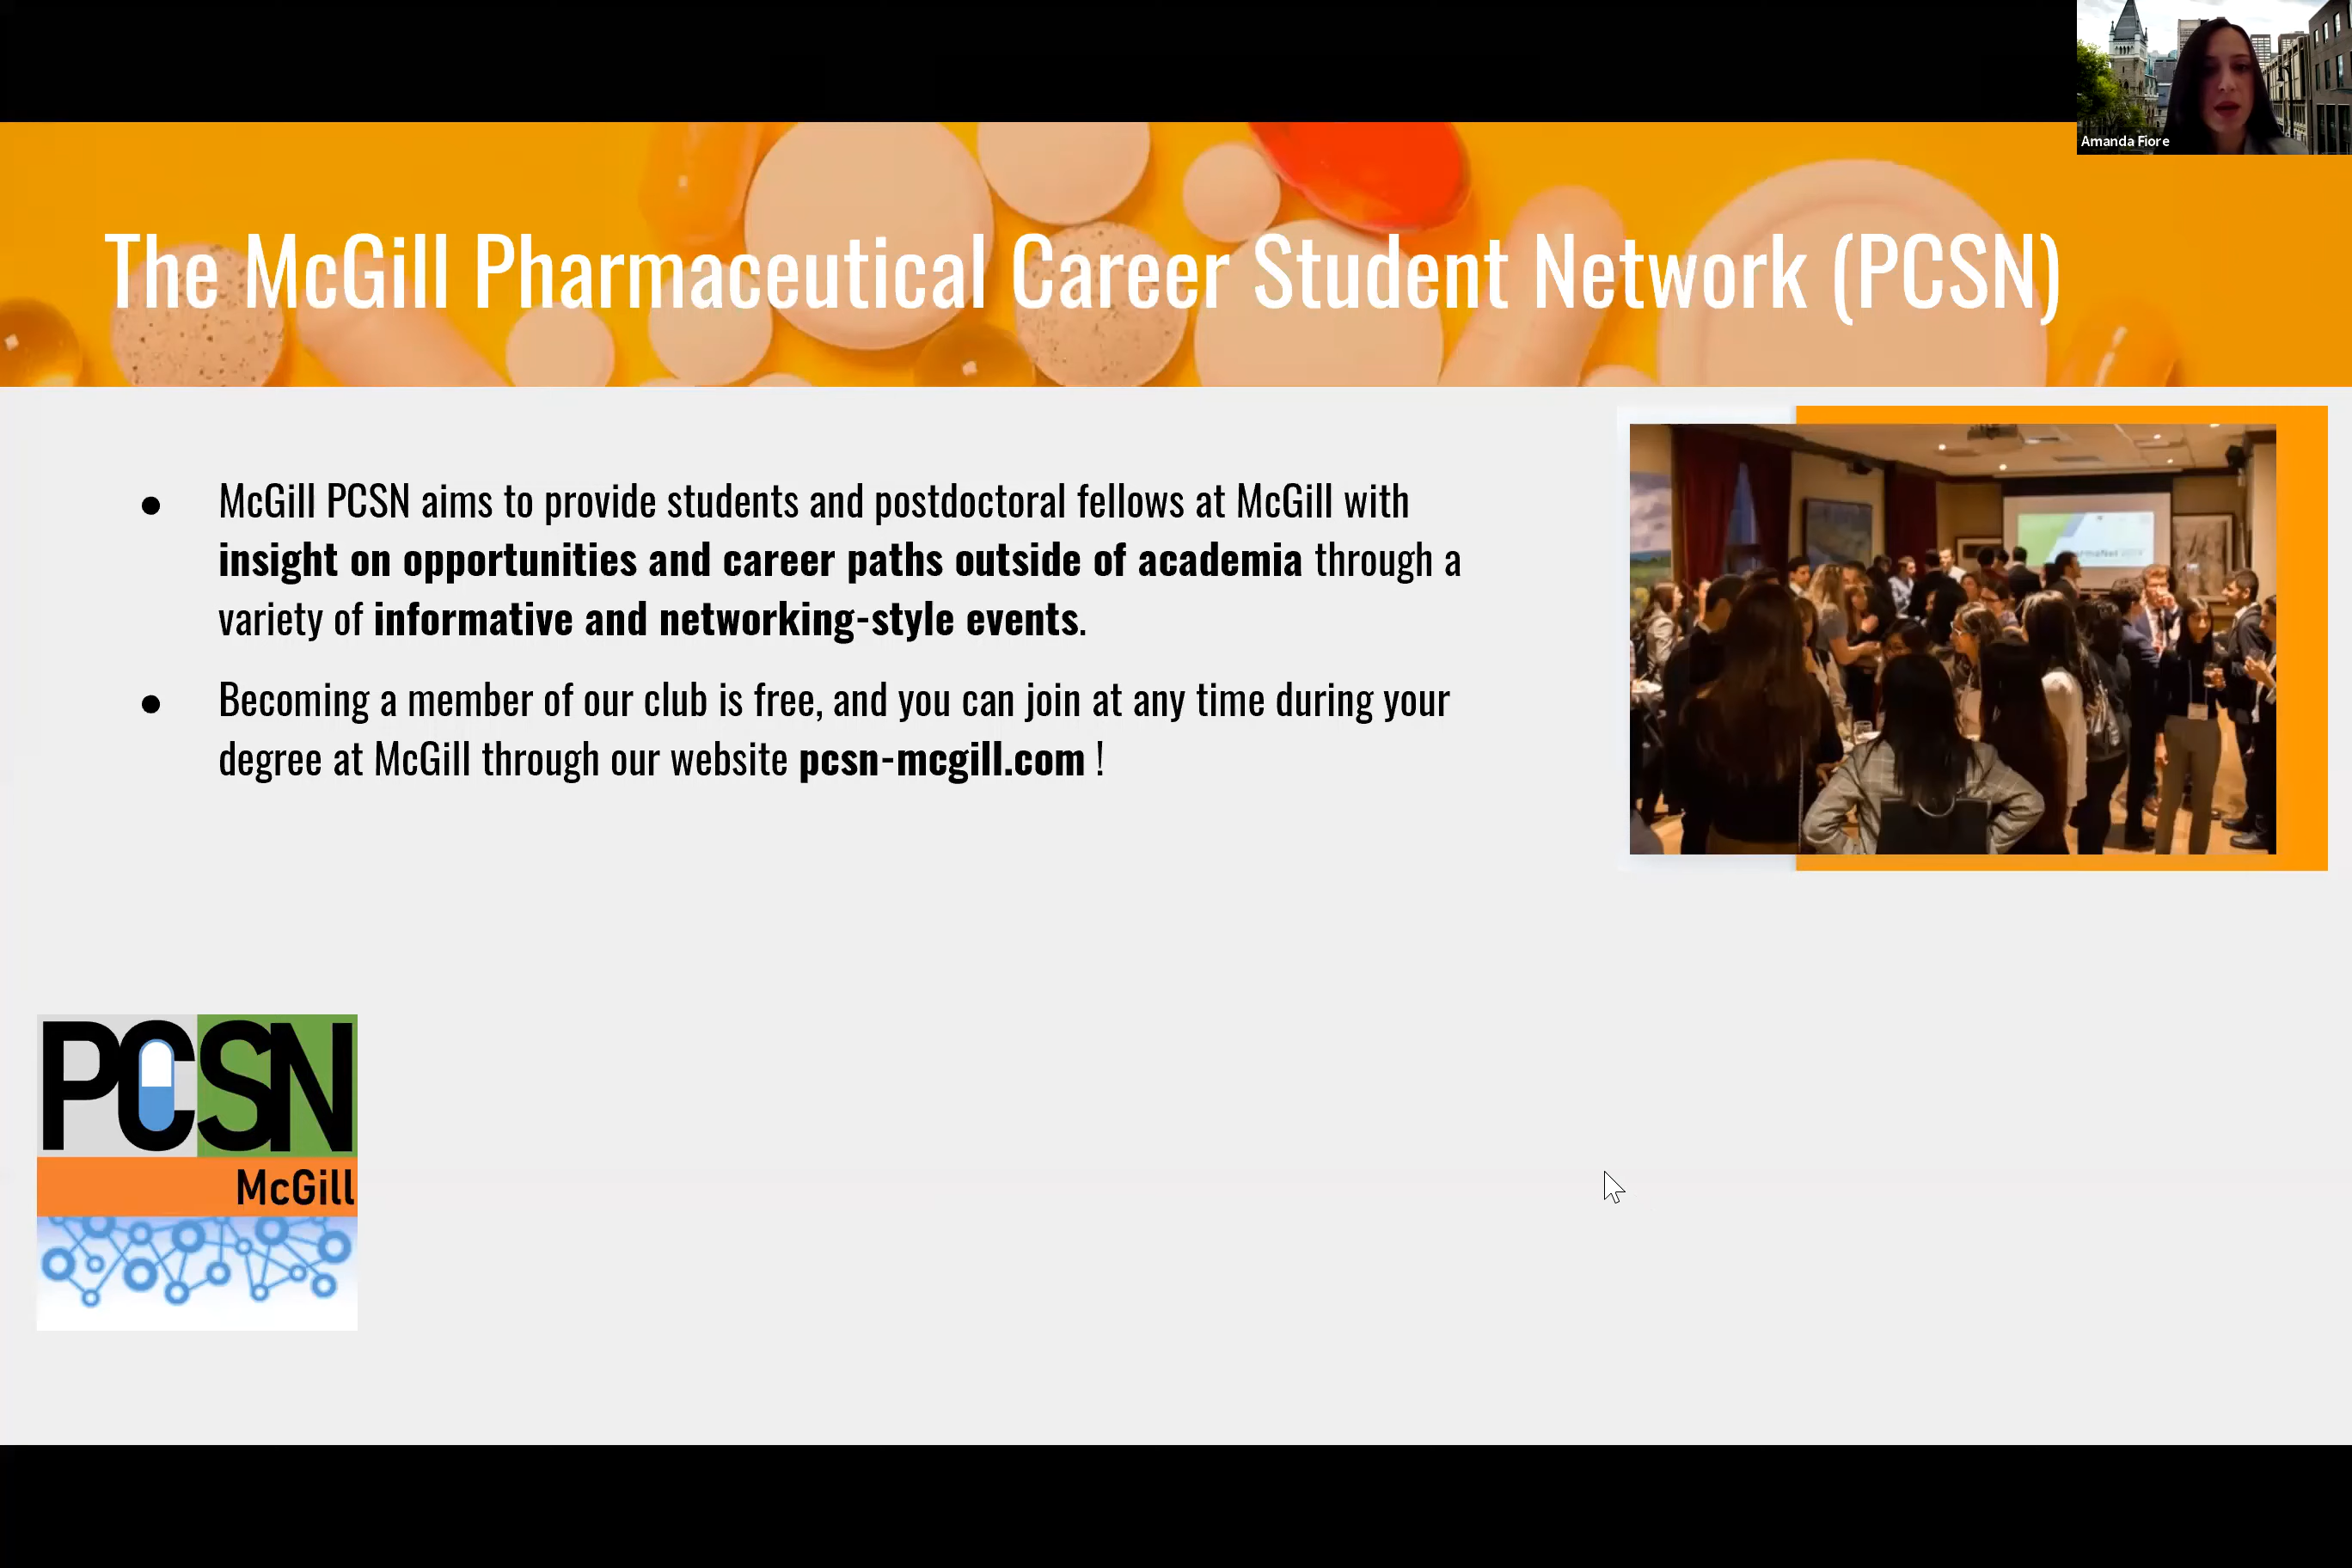 Amanda Fiore
The McGill Pharmaceutical Career Student Network (PCSN)
● McGill PCSN aims to provide students and postdoctoral fellows at McGill with
insight on opportunities and career paths outside of academia through a
variety of informative and networking-style events.
● Becoming a member of our club is free, and you can join at any time during your
degree at McGill through our website pcsn-mcgill.com !
PCSN
McGill